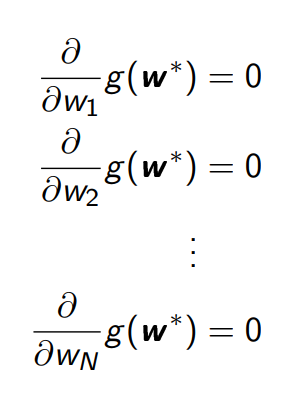 ∂/∂w₁ g(𝒘*) = 0
∂/∂w₂ g(𝒘*) = 0
⋮
∂/∂w_N g(𝒘*) = 0